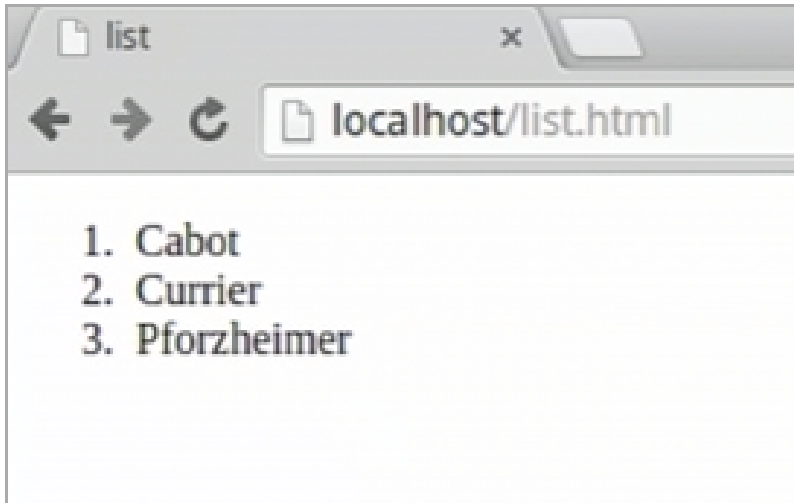 list
localhost/list.html
1. Cabot
2. Currier
3. Pforzheimer